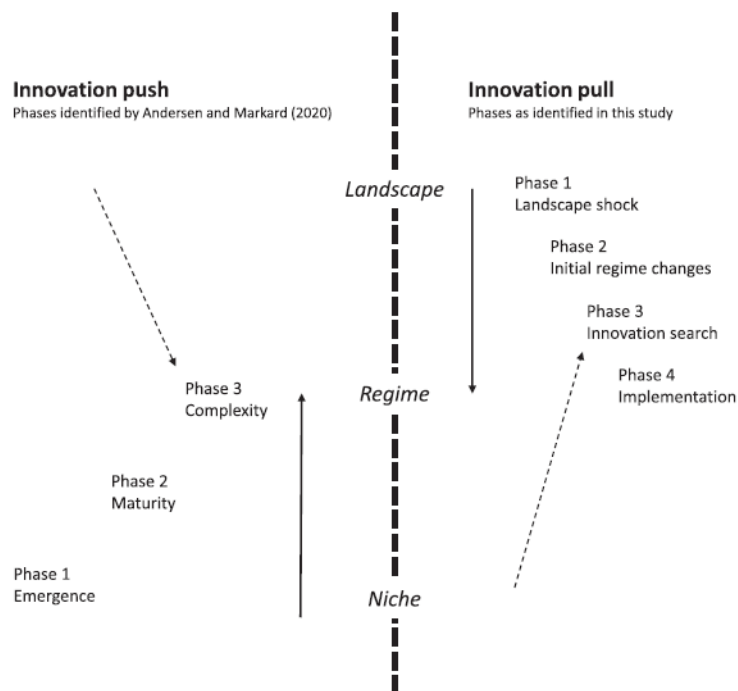 Innovation push
Phases identified by Andersen and Markard (2020)
Innovation pull
Phases as identified in this study
Landscape
Phase 1
Landscape shock
Phase 2
Initial regime changes
Phase 3
Innovation search
Phase 4
Implementation
Regime
Phase 3
Complexity
Phase 2
Maturity
Phase 1
Emergence
Niche